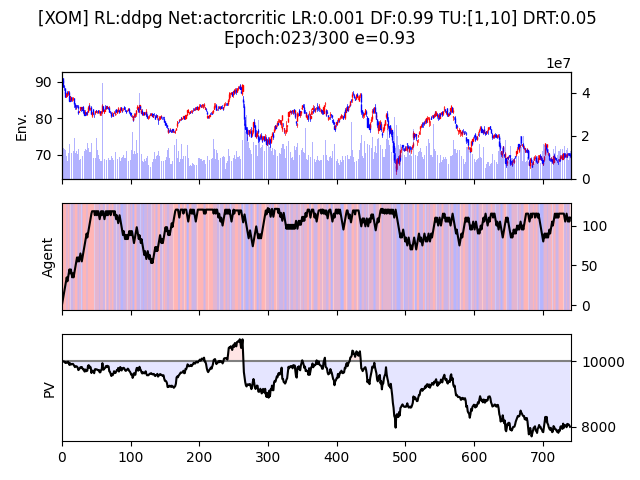 [XOM] RL:ddpg Net:actorcritic LR:0.001 DF:0.99 TU:[1,10] DRT:0.05
Epoch:023/300 e=0.93
1e7
90
80
70
Env.
4
2
0
Agent
100
50
0
PV
10000
8000
0 100 200 300 400 500 600 700